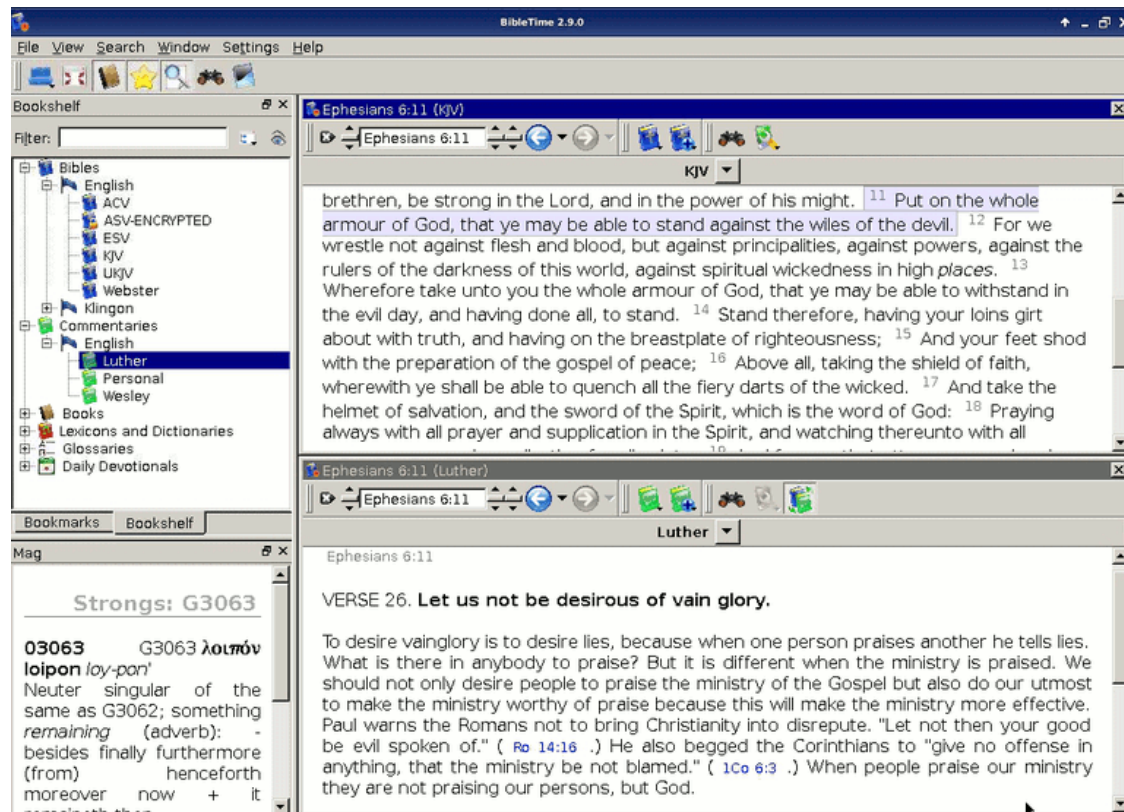 BibleTime 2.9.0
File View Search Window Settings Help
Bookshelf
Filter:
Bibles
English
ACV
ASV-ENCRYPTED
ESV
KJV
UKJV
Webster
Klingon
Commentaries
English
Luther
Personal
Wesley
Books
Lexicons and Dictionaries
Glossaries
Daily Devotionals
Bookmarks Bookshelf
Mag
Strongs: G3063
03063 G3063 λοιπόν
loipon loy-pon'
Neuter singular of the
same as G3062; something
remaining (adverb): -
besides finally furthermore
(from) henceforth
moreover now + it
Ephesians 6:11 (KJV)
Ephesians 6:11
KJV
brethren, be strong in the Lord, and in the power of his might. 11 Put on the whole
armour of God, that ye may be able to stand against the wiles of the devil. 12 For we
wrestle not against flesh and blood, but against principalities, against powers, against the
rulers of the darkness of this world, against spiritual wickedness in high places. 13
Wherefore take unto you the whole armour of God, that ye may be able to withstand in
the evil day, and having done all, to stand. 14 Stand therefore, having your loins girt
about with truth, and having on the breastplate of righteousness; 15 And your feet shod
with the preparation of the gospel of peace; 16 Above all, taking the shield of faith,
wherewith ye shall be able to quench all the fiery darts of the wicked. 17 And take the
helmet of salvation, and the sword of the Spirit, which is the word of God: 18 Praying
always with all prayer and supplication in the Spirit, and watching thereunto with all
Ephesians 6:11 (Luther)
Ephesians 6:11
Luther
Ephesians 6:11
VERSE 26. Let us not be desirous of vain glory.
To desire vainglory is to desire lies, because when one person praises another he tells lies.
What is there in anybody to praise? But it is different when the ministry is praised. We
should not only desire people to praise the ministry of the Gospel but also do our utmost
to make the ministry worthy of praise because this will make the ministry more effective.
Paul warns the Romans not to bring Christianity into disrepute. "Let not then your good
be evil spoken of." ( Ro 14:16 .) He also begged the Corinthians to "give no offense in
anything, that the ministry be not blamed." ( 1Co 6:3 .) When people praise our ministry
they are not praising our persons, but God.